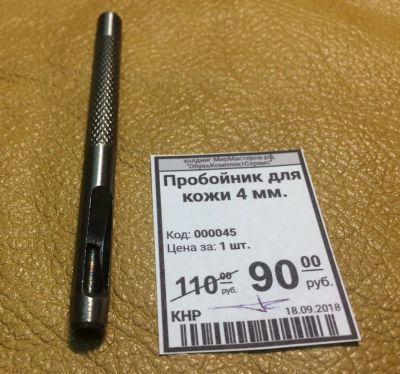 холдинг МирМастеров.рф
"ОбувьКомплектСервис"
Пробойник для
кожи 4 мм.
Код: 000045
Цена за: 1 шт.
110 00 руб. 90 00 руб.
КНР
18.09.2018